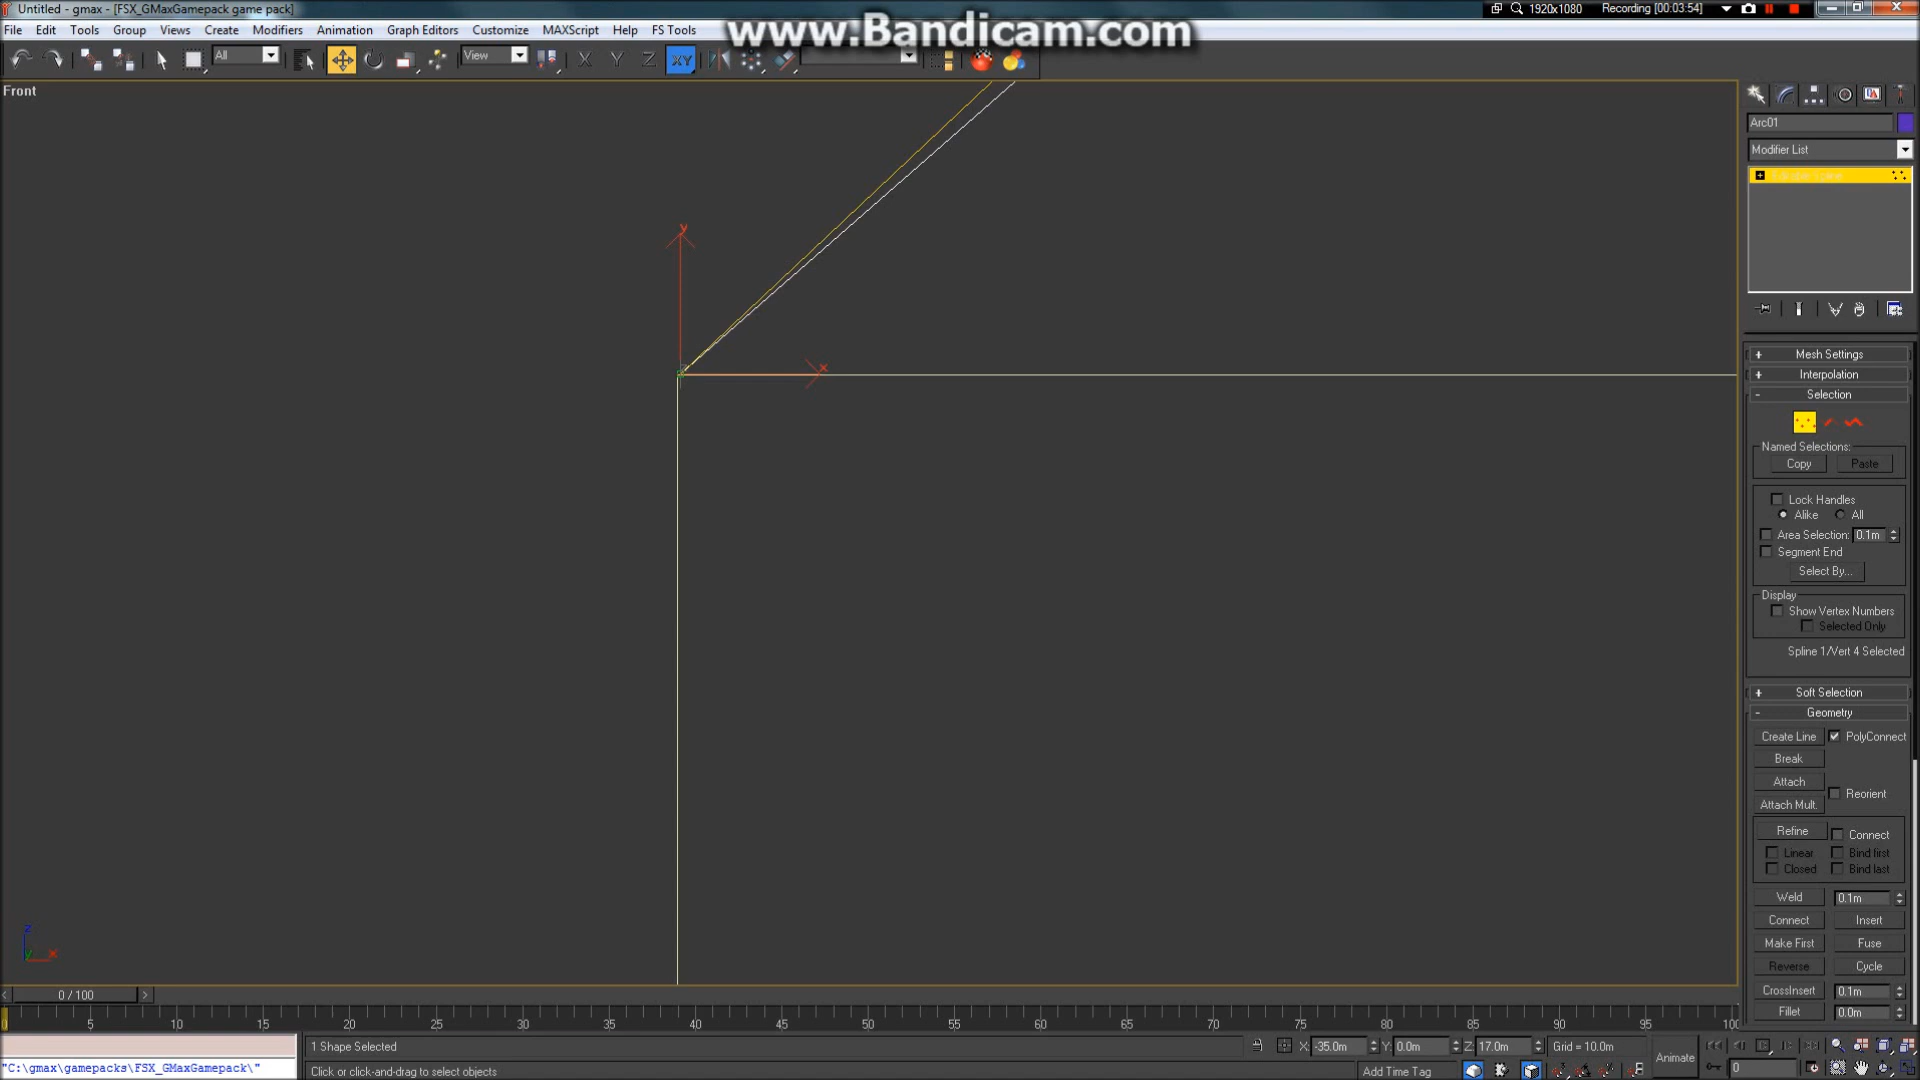 Untitled - gmax - [FSX_GMaxGamepack game pack]
1920x1080 Recording [00:03:54]
www.Bandicam.com
File Edit Tools Group Views Create Modifiers Animation Graph Editors Customize MAXScript Help FS Tools
All View X Y Z XY
Front
Arc01
Modifier List
Editable Spline
y
x
Mesh Settings
Interpolation
Selection
Named Selections:
Copy Paste
Lock Handles
Alike All
Area Selection: 0.1m
Segment End
Select By...
Display
Show Vertex Numbers
Selected Only
Spline 1/Vert 4 Selected
Soft Selection
Geometry
Create Line PolyConnect
Break
Attach Reorient
Attach Mult.
Refine Connect
Linear Bind first
Closed Bind last
Weld 0.1m
Connect Insert
Make First Fuse
Reverse Cycle
CrossInsert 0.1m
Fillet 0.0m
z
y x
0 / 100
5 10 15 20 25 30 35 40 45 50 55 60 65 70 75 80 85 90 95 100
1 Shape Selected X: -35.0m Y: 0.0m Z: 17.0m Grid = 10.0m Animate
"C:\gmax\gamepacks\FSX_GMaxGamepack\"
Click or click-and-drag to select objects Add Time Tag 0